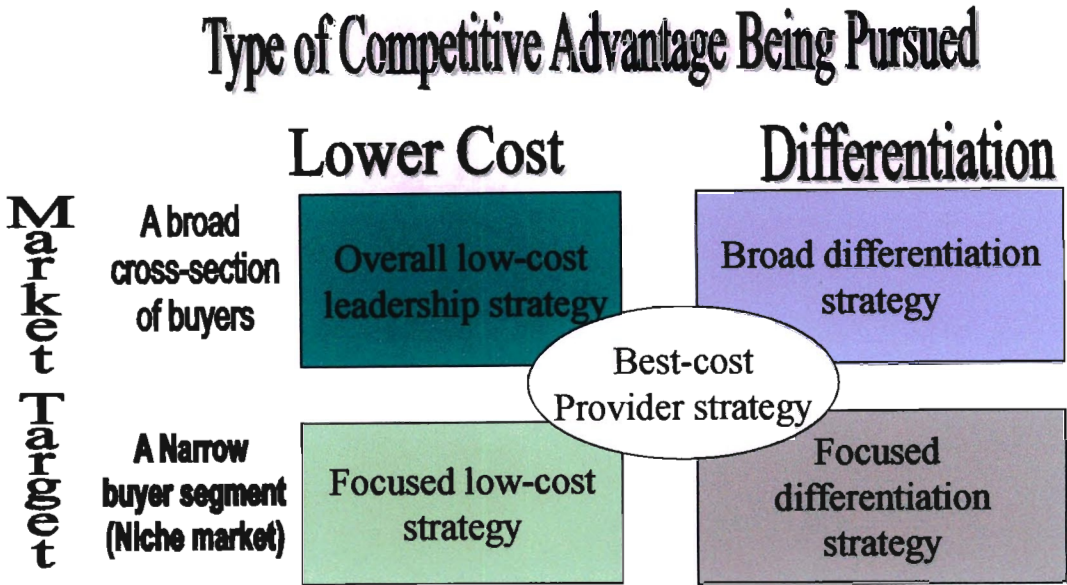 Type of Competitive Advantage Being Pursued
Lower Cost
Differentiation
Market Target
A broad
cross-section
of buyers
Overall low-cost
leadership strategy
Broad differentiation
strategy
Best-cost
Provider strategy
A Narrow
buyer segment
(Niche market)
Focused low-cost
strategy
Focused
differentiation
strategy